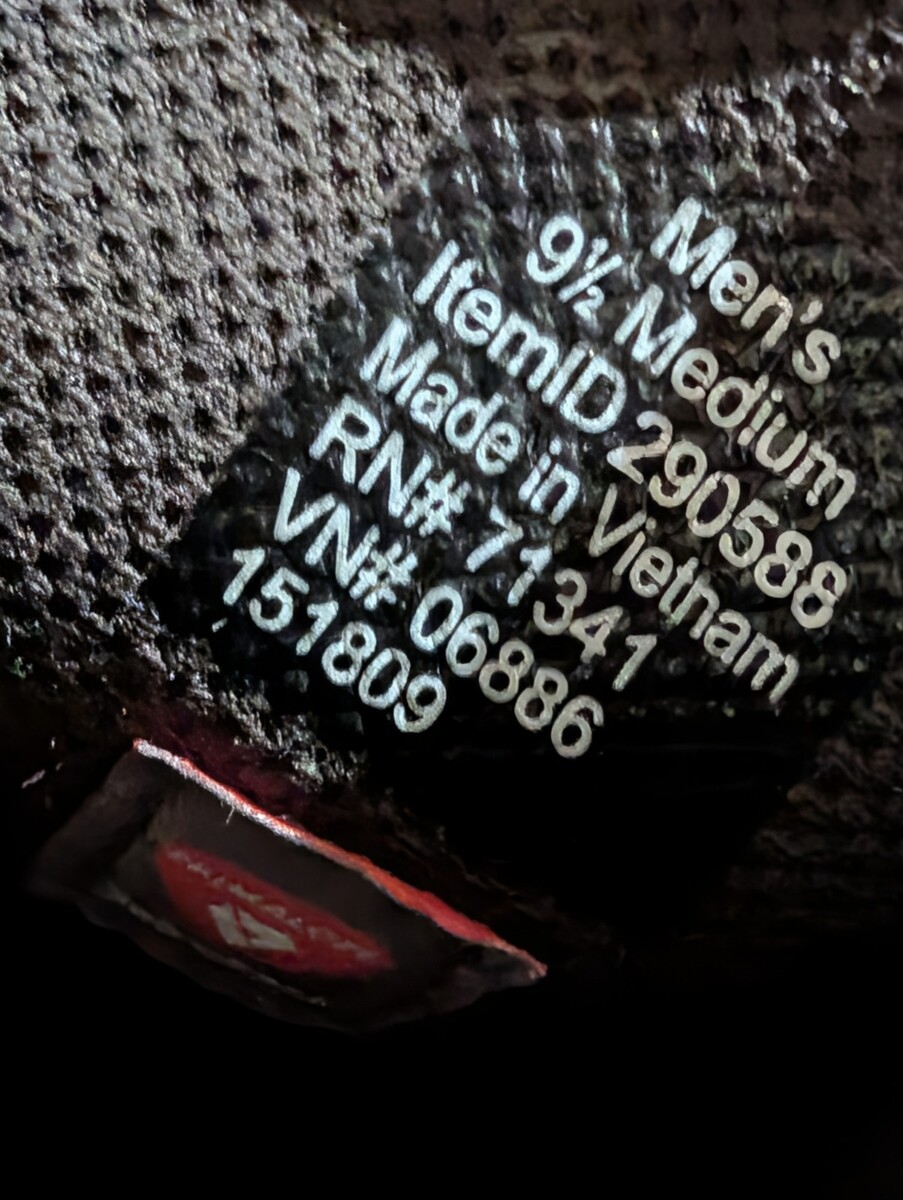 Men's
9½ Medium
ItemID 290588
Made in Vietnam
RN# 71341
VN# 06886
151809